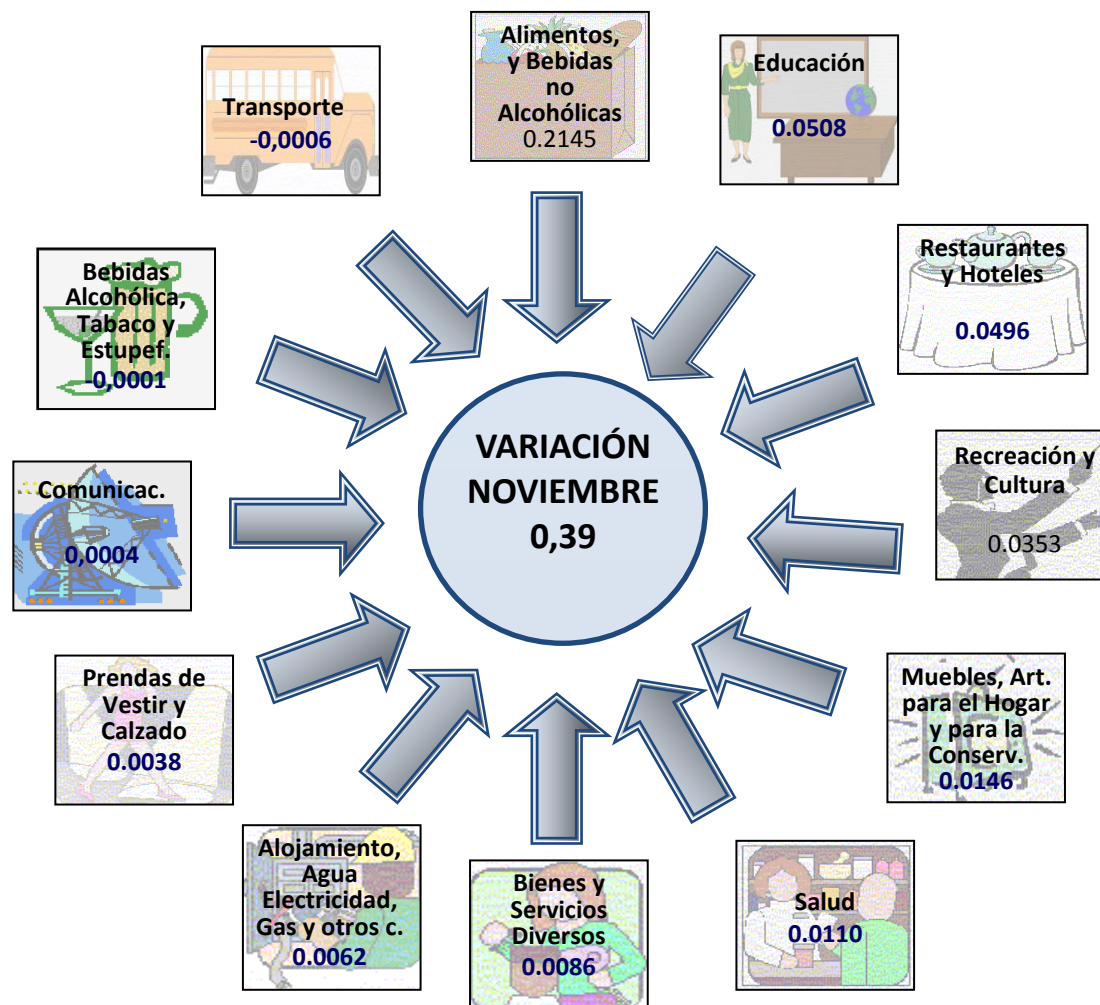 Alimentos,
y Bebidas
no
Alcohólicas
0.2145
Educación
0.0508
Restaurantes
y Hoteles
0.0496
Recreación y
Cultura
0.0353
Muebles, Art.
para el Hogar
y para la
Conserv.
0.0146
Salud
0.0110
Bienes y
Servicios
Diversos
0.0086
Alojamiento,
Agua
Electricidad,
Gas y otros c.
0.0062
Prendas de
Vestir y
Calzado
0.0038
Comunicac.
0,0004
Bebidas
Alcohólica,
Tabaco y
Estupef.
-0,0001
Transporte
-0,0006
VARIACIÓN
NOVIEMBRE
0,39